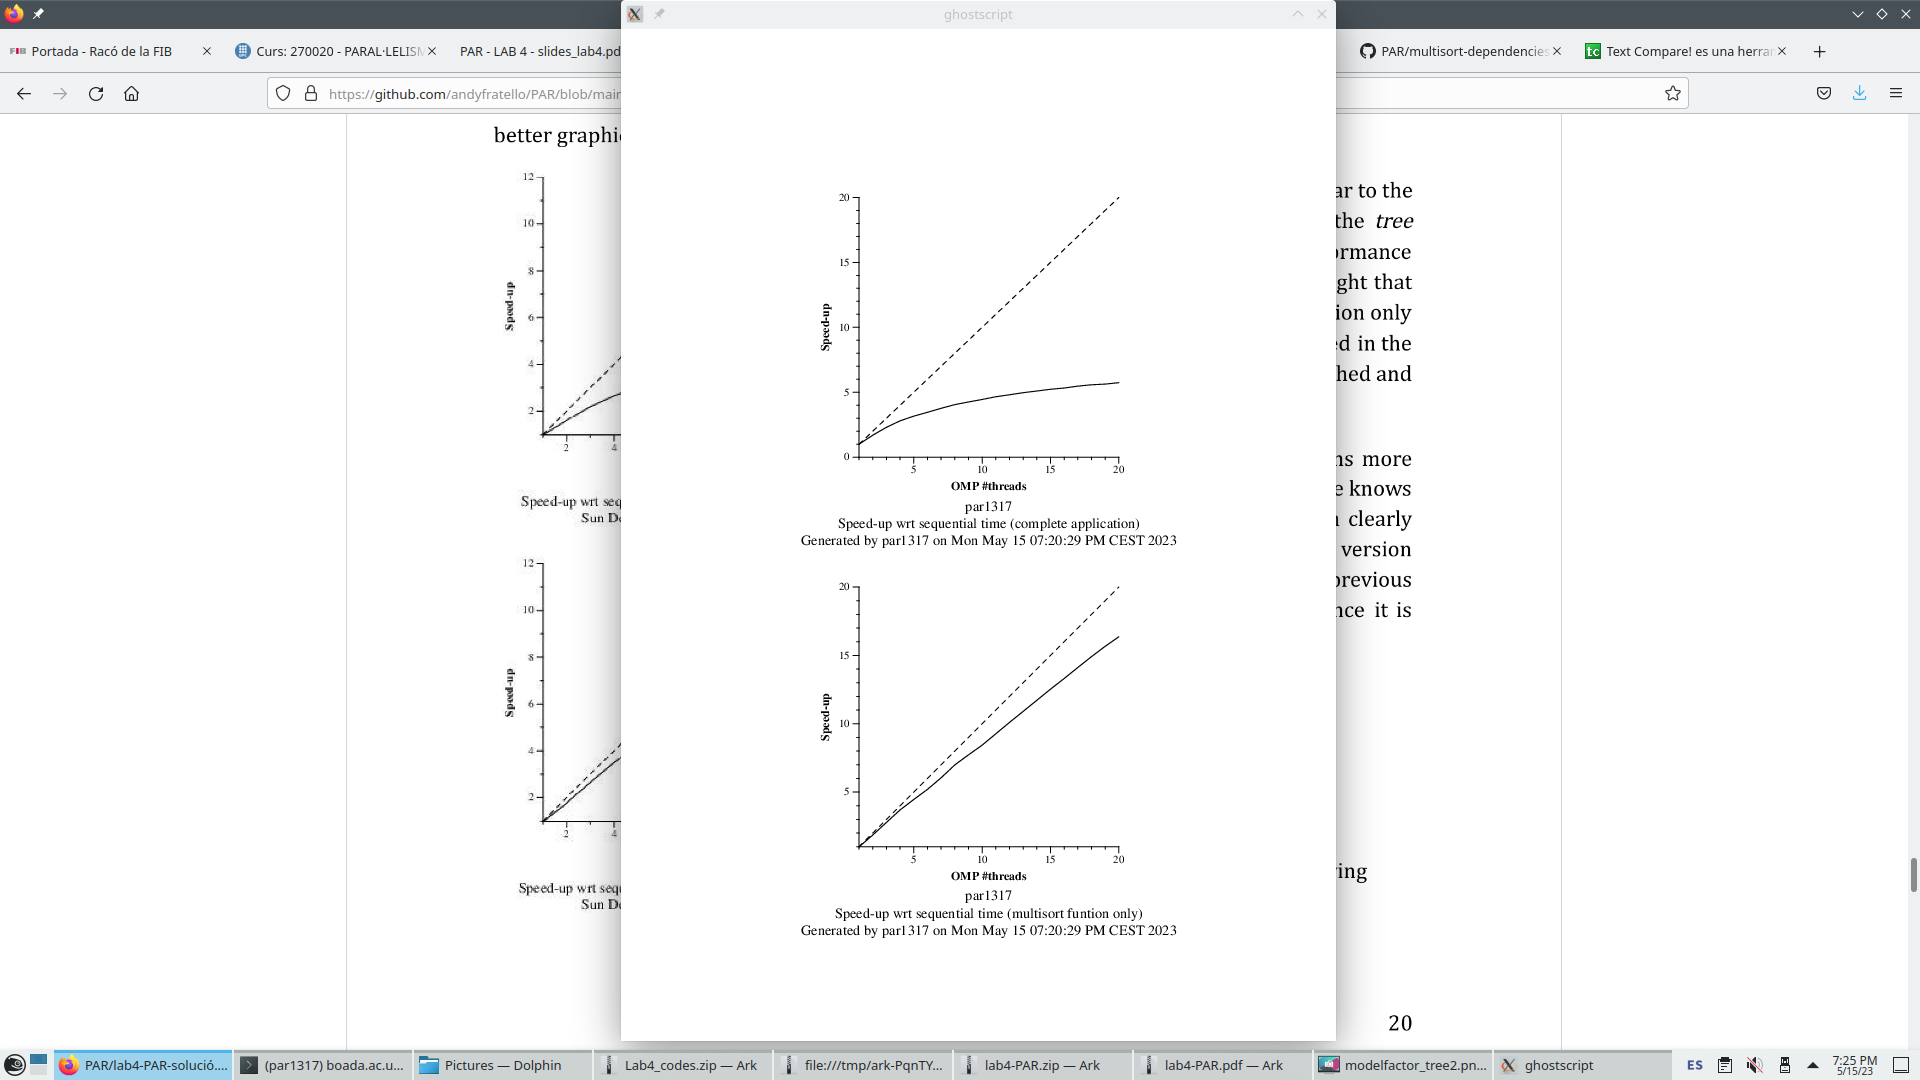 ghostscript
Portada - Racó de la FIB
Curs: 270020 - PARAL·LELISM
PAR - LAB 4 - slides_lab4.pd
PAR/multisort-dependencies
tc Text Compare! es una herra
https://github.com/andyfratello/PAR/blob/main
better graphi
12
10
8
6
4
2
Speed-up
2
4
Speed-up wrt seq
Sun De
12
10
8
6
4
2
Speed-up
2
4
Speed-up wrt sequ
Sun De
20
15
10
5
0
Speed-up
5
10
15
20
OMP #threads
par1317
Speed-up wrt sequential time (complete application)
Generated by par1317 on Mon May 15 07:20:29 PM CEST 2023
20
15
10
5
Speed-up
5
10
15
20
OMP #threads
par1317
Speed-up wrt sequential time (multisort funtion only)
Generated by par1317 on Mon May 15 07:20:29 PM CEST 2023
ar to the
the tree
ormance
ght that
ion only
ed in the
hed and
ns more
e knows
clearly
version
previous
nce it is
ing
20
PAR/lab4-PAR-solució....
(par1317) boada.ac.u...
Pictures — Dolphin
Lab4_codes.zip — Ark
file:///tmp/ark-PqnTY...
lab4-PAR.zip — Ark
lab4-PAR.pdf — Ark
modelfactor_tree2.pn...
ghostscript
ES
7:25 PM
5/15/23